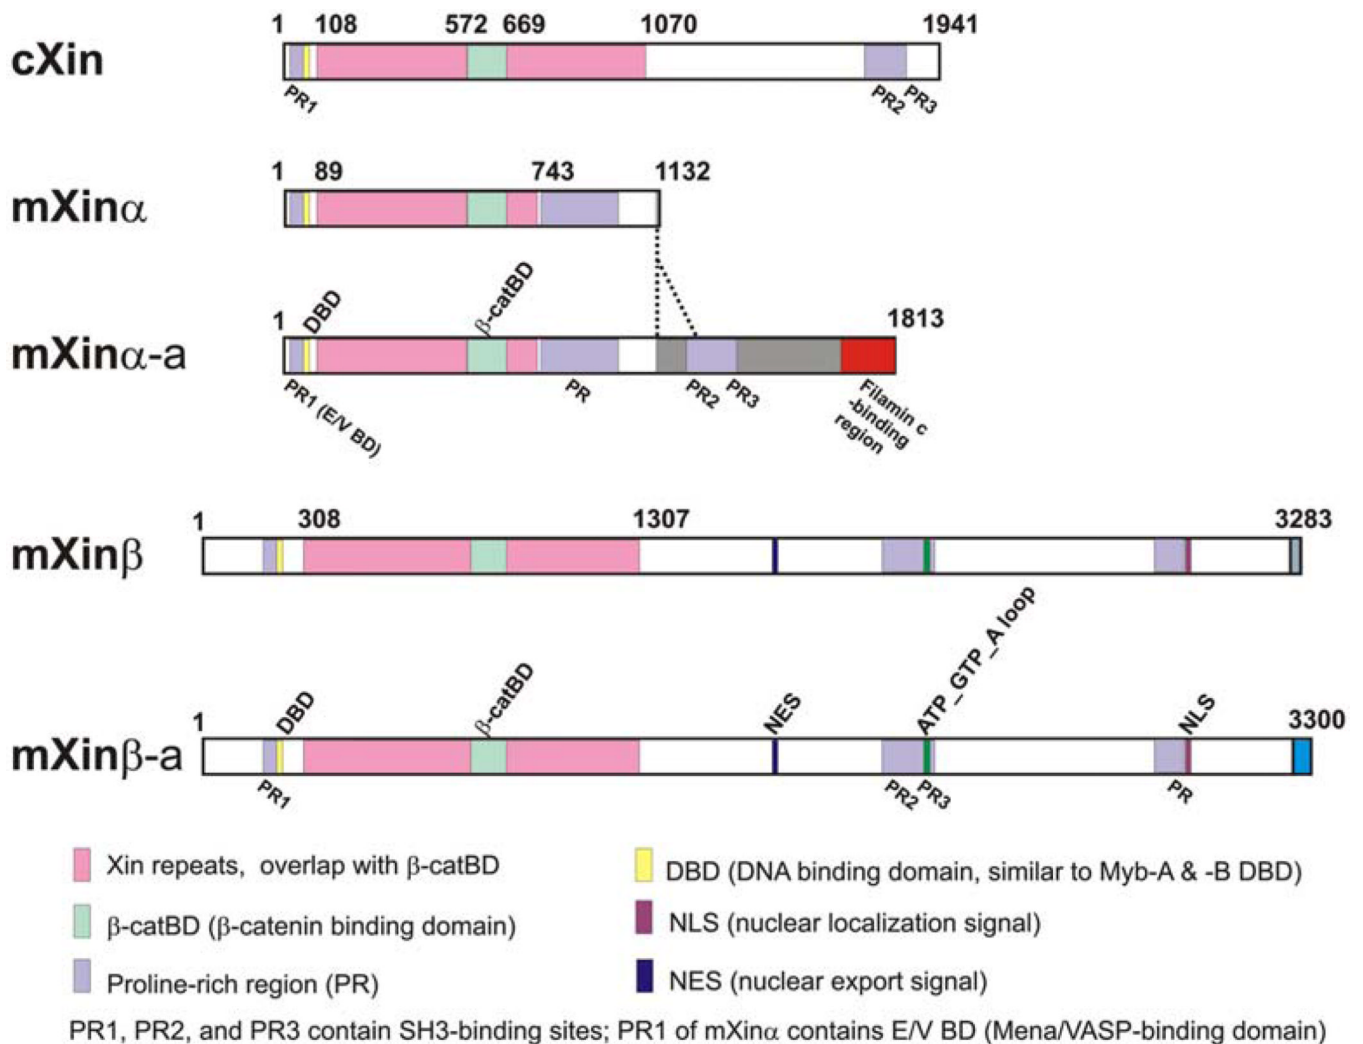 1 108 572 669 1070 1941
cXin
PR1 PR2 PR3
1 89 743 1132
mXinα
1 DBD β-catBD 1813
mXinα-a
PR1 (E/V BD) PR PR2 PR3 Filamin c
-binding
region
1 308 1307 3283
mXinβ
1 DBD β-catBD NES ATP_GTP_A loop NLS 3300
mXinβ-a
PR1 PR2 PR3 PR
Xin repeats, overlap with β-catBD
DBD (DNA binding domain, similar to Myb-A & -B DBD)
β-catBD (β-catenin binding domain)
NLS (nuclear localization signal)
Proline-rich region (PR)
NES (nuclear export signal)
PR1, PR2, and PR3 contain SH3-binding sites; PR1 of mXinα contains E/V BD (Mena/VASP-binding domain)